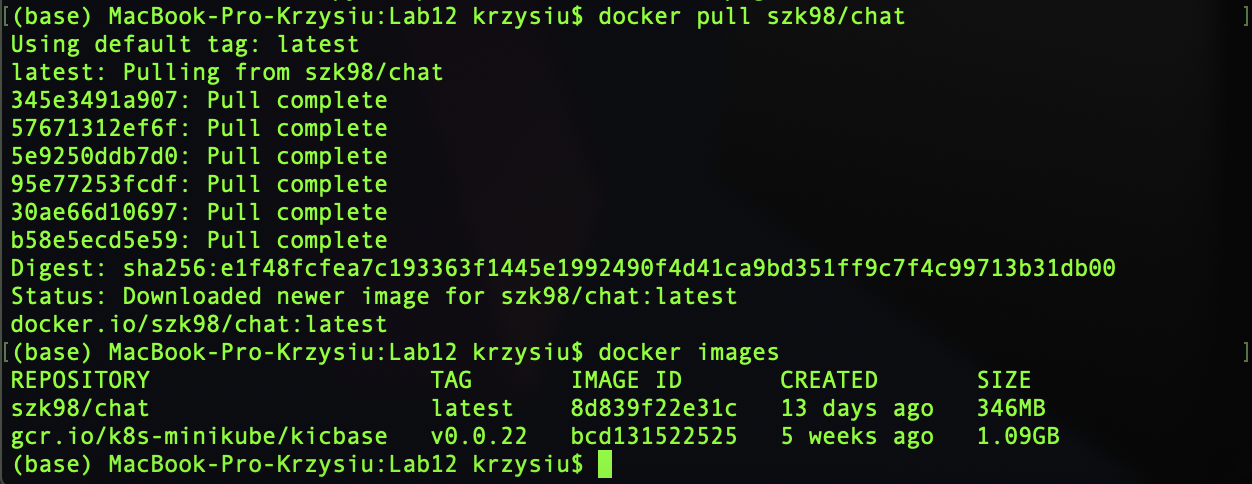 [(base) MacBook-Pro-Krzysiu:Lab12 krzysiu$ docker pull szk98/chat ]
Using default tag: latest
latest: Pulling from szk98/chat
345e3491a907: Pull complete
57671312ef6f: Pull complete
5e9250ddb7d0: Pull complete
95e77253fcdf: Pull complete
30ae66d10697: Pull complete
b58e5ecd5e59: Pull complete
Digest: sha256:e1f48fcfea7c193363f1445e1992490f4d41ca9bd351ff9c7f4c99713b31db00
Status: Downloaded newer image for szk98/chat:latest
docker.io/szk98/chat:latest
[(base) MacBook-Pro-Krzysiu:Lab12 krzysiu$ docker images ]
REPOSITORY TAG IMAGE ID CREATED SIZE
szk98/chat latest 8d839f22e31c 13 days ago 346MB
gcr.io/k8s-minikube/kicbase v0.0.22 bcd131522525 5 weeks ago 1.09GB
(base) MacBook-Pro-Krzysiu:Lab12 krzysiu$